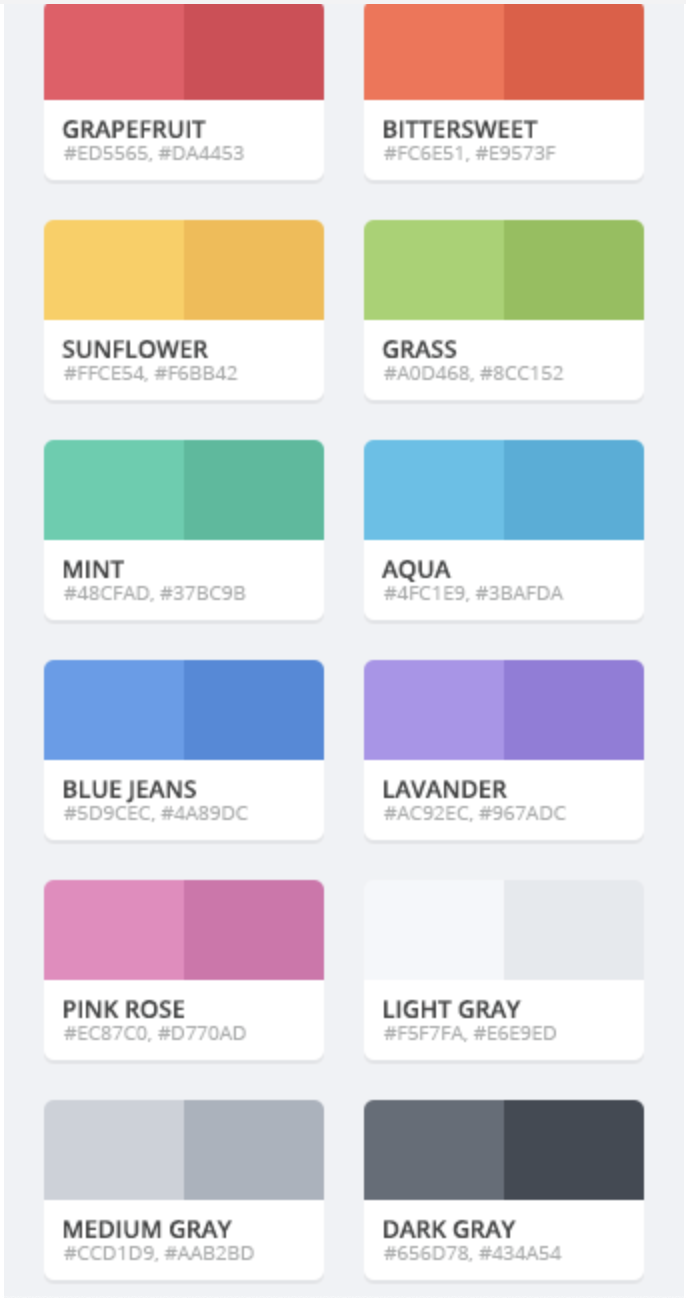 GRAPEFRUIT
#ED5565, #DA4453
BITTERSWEET
#FC6E51, #E9573F
SUNFLOWER
#FFCE54, #F6BB42
GRASS
#A0D468, #8CC152
MINT
#48CFAD, #37BC9B
AQUA
#4FC1E9, #3BAFDA
BLUE JEANS
#5D9CEC, #4A89DC
LAVANDER
#AC92EC, #967ADC
PINK ROSE
#EC87C0, #D770AD
LIGHT GRAY
#F5F7FA, #E6E9ED
MEDIUM GRAY
#CCD1D9, #AAB2BD
DARK GRAY
#656D78, #434A54